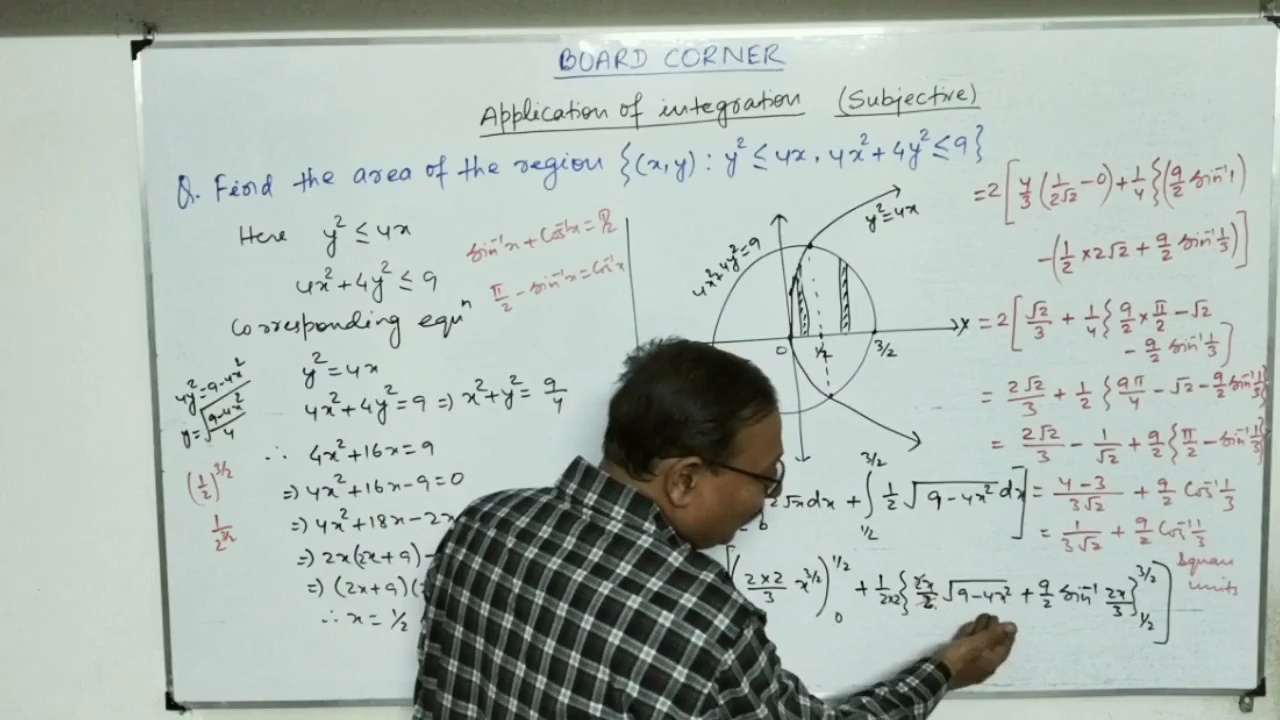 BOARD CORNER
Application of integration (Subjective)
Q. Find the area of the region {(x,y) : y² ≤ 4x, 4x² + 4y² ≤ 9}
Here y² ≤ 4x
4x² + 4y² ≤ 9
Corresponding equⁿ
y² = 4x
4x² + 4y² = 9 ⇒ x² + y² = 9/4
∴ 4x² + 16x = 9
⇒ 4x² + 16x - 9 = 0
⇒ 4x² + 18x - 2x
⇒ 2x(2x + 9) -
⇒ (2x + 9)(
∴ x = 1/2
4y² = 9 - 4x²
y = √(9-4x²)/4
(1/2)^3/2
1/2^3/2
sin⁻¹x + cos⁻¹x = π/2
π/2 - sin⁻¹x = cos⁻¹x
y² = 4x
4x² + 4y² = 9
O 1/2 3/2 X
2√x dx + ∫_{1/2}^{3/2} 1/2 √(9-4x²) dx ]
[ (2×2/3 x^3/2)_0^{1/2} + 1/2×2 { 2x/2 √(9-4x²) + 9/2 sin⁻¹ 2x/3 }_{1/2}^{3/2} ]
= 2[ 4/3 (1/2√2 - 0) + 1/4 {(9/2 sin⁻¹1)
- (1/2 × 2√2 + 9/2 sin⁻¹ 1/3)} ]
= 2[ √2/3 + 1/4 { 9/2 × π/2 - √2
- 9/2 sin⁻¹ 1/3 } ]
= 2√2/3 + 1/2 { 9π/4 - √2 - 9/2 sin⁻¹ 1/3 }
= 2√2/3 - 1/√2 + 9/2 { π/2 - sin⁻¹ 1/3 }
= 4-3/3√2 + 9/2 cos⁻¹ 1/3
= 1/3√2 + 9/2 cos⁻¹ 1/3
Square
units